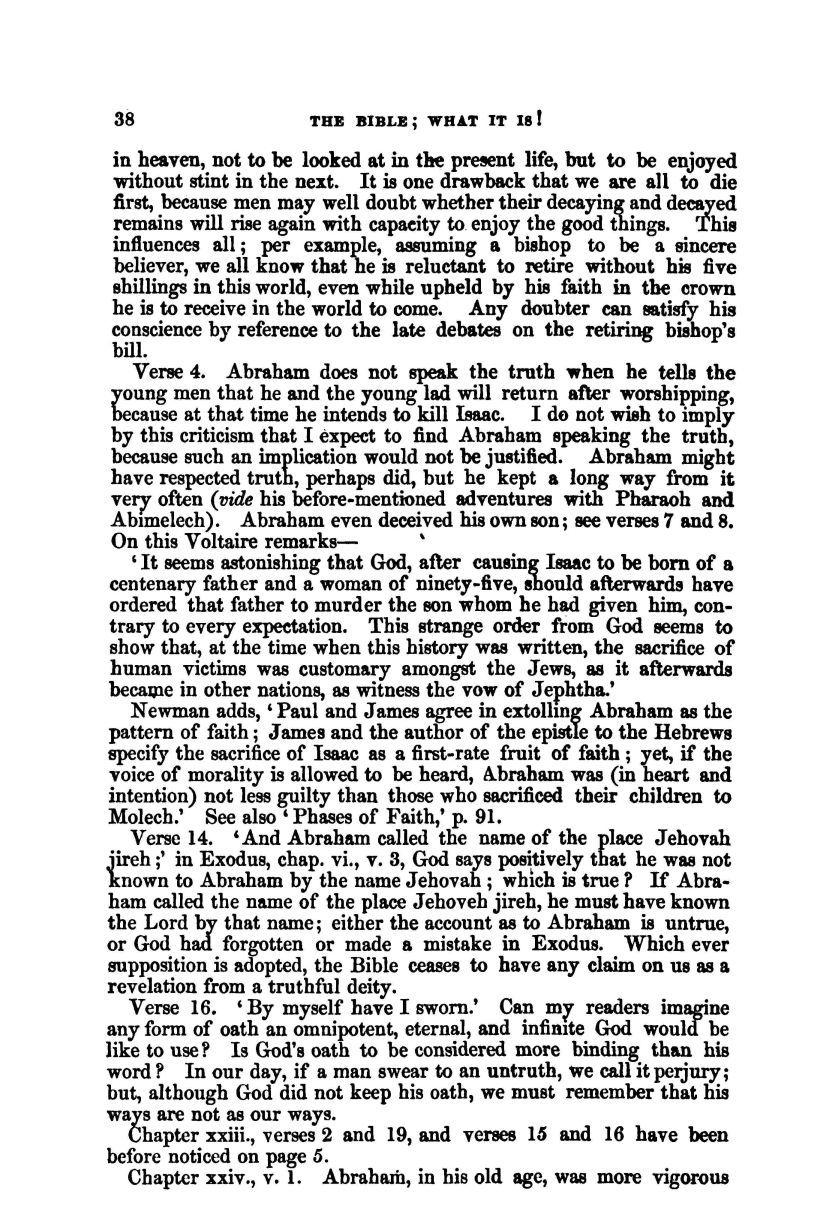 38 THE BIBLE; WHAT IT IS!
in heaven, not to be looked at in the present life, but to be enjoyed
without stint in the next. It is one drawback that we are all to die
first, because men may well doubt whether their decaying and decayed
remains will rise again with capacity to enjoy the good things. This
influences all; per example, assuming a bishop to be a sincere
believer, we all know that he is reluctant to retire without his five
shillings in this world, even while upheld by his faith in the crown
he is to receive in the world to come. Any doubter can satisfy his
conscience by reference to the late debates on the retiring bishop's
bill.
Verse 4. Abraham does not speak the truth when he tells the
young men that he and the young lad will return after worshipping,
because at that time he intends to kill Isaac. I do not wish to imply
by this criticism that I expect to find Abraham speaking the truth,
because such an implication would not be justified. Abraham might
have respected truth, perhaps did, but he kept a long way from it
very often (vide his before-mentioned adventures with Pharaoh and
Abimelech). Abraham even deceived his own son; see verses 7 and 8.
On this Voltaire remarks—
‘It seems astonishing that God, after causing Isaac to be born of a
centenary father and a woman of ninety-five, should afterwards have
ordered that father to murder the son whom he had given him, con-
trary to every expectation. This strange order from God seems to
show that, at the time when this history was written, the sacrifice of
human victims was customary amongst the Jews, as it afterwards
became in other nations, as witness the vow of Jephtha.’
Newman adds, ‘Paul and James agree in extolling Abraham as the
pattern of faith; James and the author of the epistle to the Hebrews
specify the sacrifice of Isaac as a first-rate fruit of faith; yet, if the
voice of morality is allowed to be heard, Abraham was (in heart and
intention) not less guilty than those who sacrificed their children to
Molech.’ See also ‘Phases of Faith,’ p. 91.
Verse 14. ‘And Abraham called the name of the place Jehovah
jireh;’ in Exodus, chap. vi., v. 3, God says positively that he was not
known to Abraham by the name Jehovah; which is true? If Abra-
ham called the name of the place Jehoveh jireh, he must have known
the Lord by that name; either the account as to Abraham is untrue,
or God had forgotten or made a mistake in Exodus. Which ever
supposition is adopted, the Bible ceases to have any claim on us as a
revelation from a truthful deity.
Verse 16. ‘By myself have I sworn.’ Can my readers imagine
any form of oath an omnipotent, eternal, and infinite God would be
like to use? Is God's oath to be considered more binding than his
word? In our day, if a man swear to an untruth, we call it perjury;
but, although God did not keep his oath, we must remember that his
ways are not as our ways.
Chapter xxiii., verses 2 and 19, and verses 15 and 16 have been
before noticed on page 5.
Chapter xxiv., v. 1. Abraham, in his old age, was more vigorous